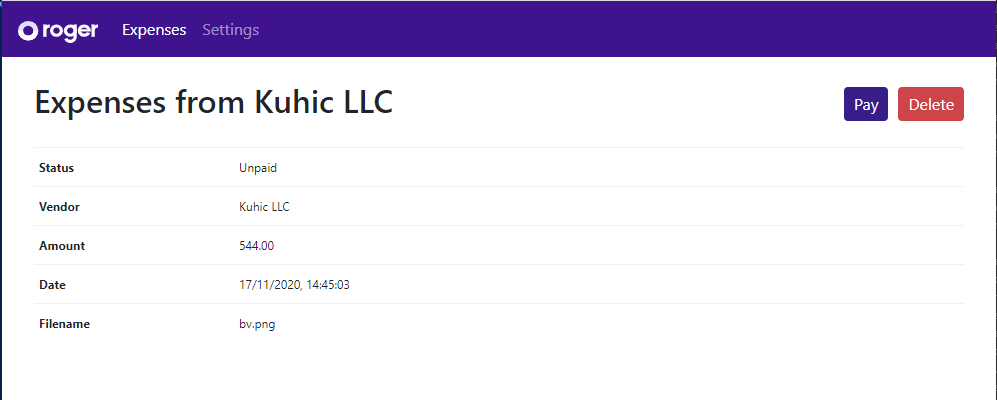 roger Expenses Settings
Expenses from Kuhic LLC Pay Delete
Status Unpaid
Vendor Kuhic LLC
Amount 544.00
Date 17/11/2020, 14:45:03
Filename bv.png